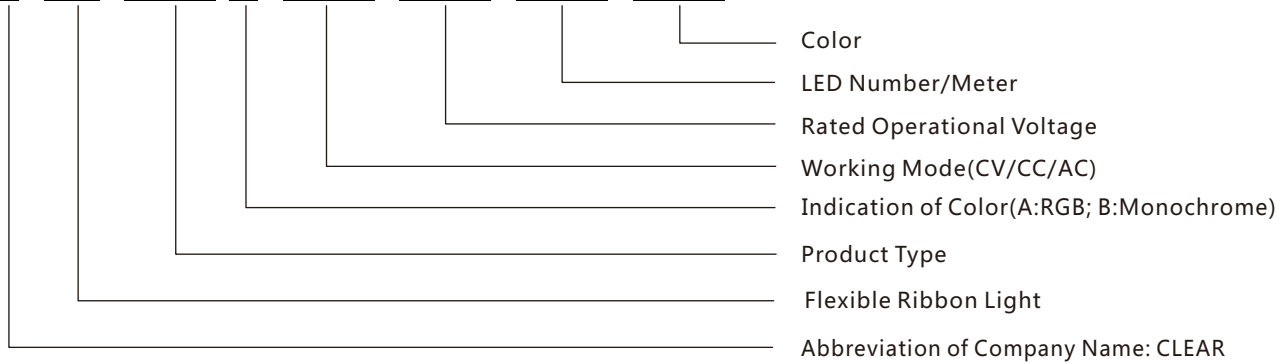 Color
LED Number/Meter
Rated Operational Voltage
Working Mode(CV/CC/AC)
Indication of Color(A:RGB; B:Monochrome)
Product Type
Flexible Ribbon Light
Abbreviation of Company Name: CLEAR